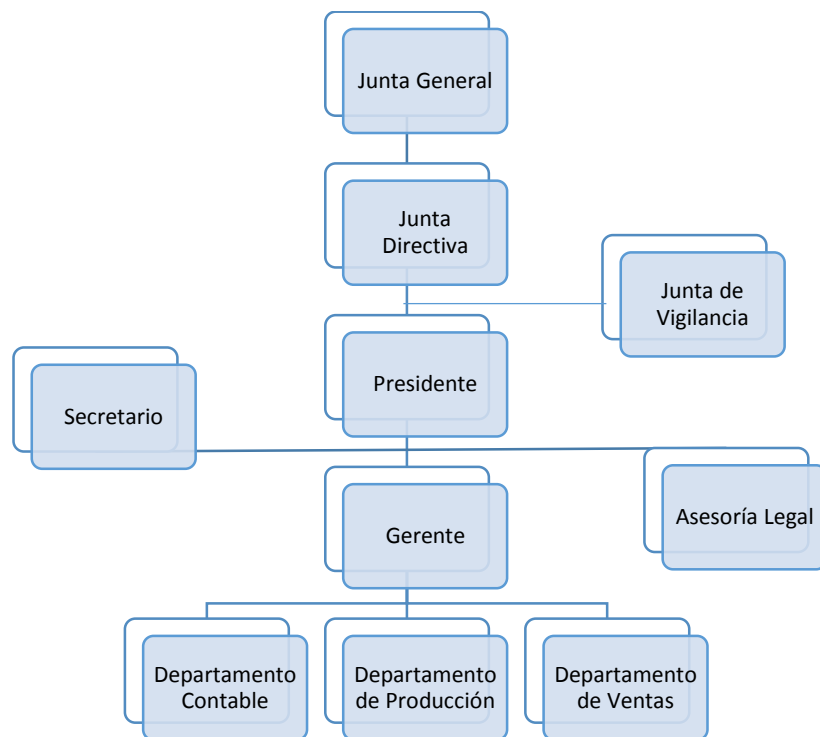 Junta General
Junta
Directiva
Junta de
Vigilancia
Presidente
Secretario
Gerente
Asesoría Legal
Departamento
Contable
Departamento
de Producción
Departamento
de Ventas